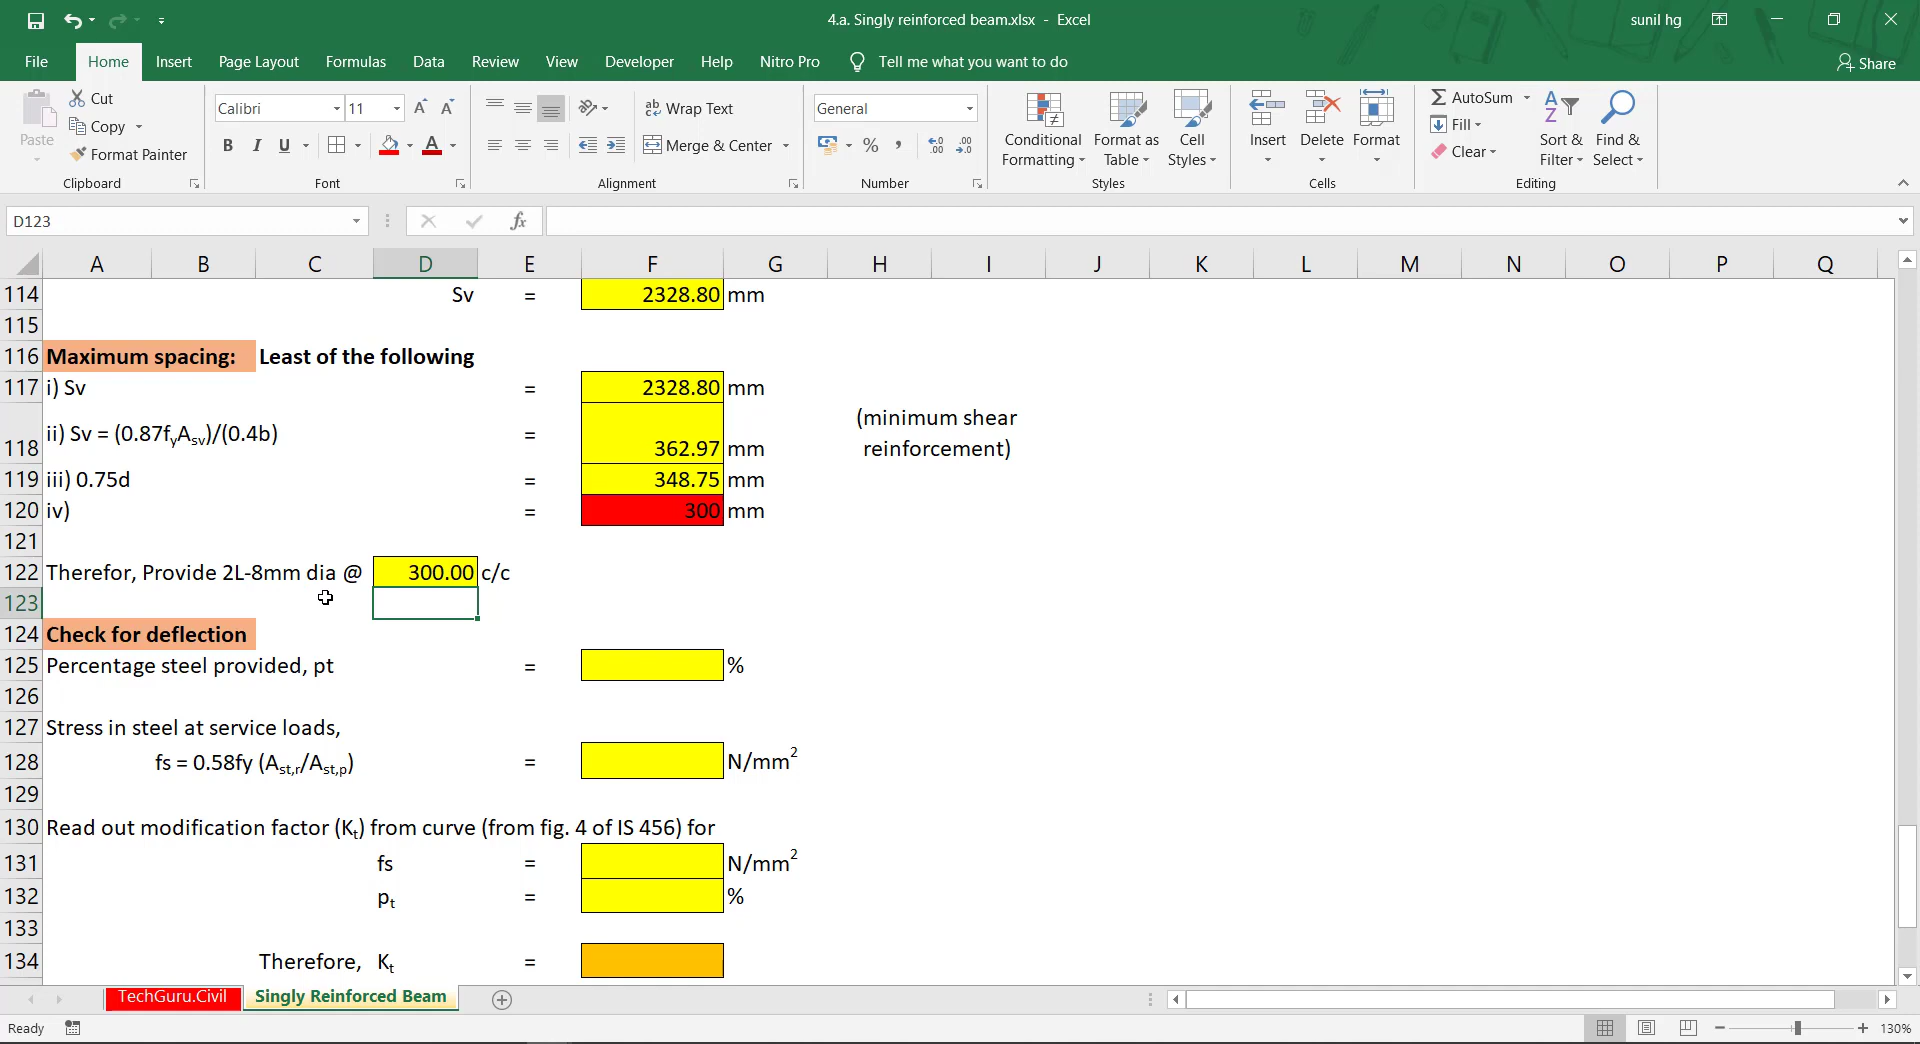 4.a. Singly reinforced beam.xlsx - Excel
sunil hg
File Home Insert Page Layout Formulas Data Review View Developer Help Nitro Pro Tell me what you want to do Share
Paste
Cut
Copy
Format Painter
Clipboard
Calibri 11
B I U
Font
Wrap Text
Merge & Center
Alignment
General
%
Number
Conditional Formatting
Format as Table
Cell Styles
Styles
Insert Delete Format
Cells
AutoSum
Fill
Clear
Sort & Filter
Find & Select
Editing
D123
fx
A B C D E F G H I J K L M N O P Q
114 Sv = 2328.80 mm
115
116 Maximum spacing: Least of the following
117 i) Sv = 2328.80 mm
118 ii) Sv = (0.87fyAsv)/(0.4b) = 362.97 mm (minimum shear reinforcement)
119 iii) 0.75d = 348.75 mm
120 iv) = 300 mm
121
122 Therefor, Provide 2L-8mm dia @ 300.00 c/c
123
124 Check for deflection
125 Percentage steel provided, pt = %
126
127 Stress in steel at service loads,
128 fs = 0.58fy (Ast,r/Ast,p) = N/mm2
129
130 Read out modification factor (Kt) from curve (from fig. 4 of IS 456) for
131 fs = N/mm2
132 pt = %
133
134 Therefore, Kt =
TechGuru.Civil Singly Reinforced Beam
Ready
130%